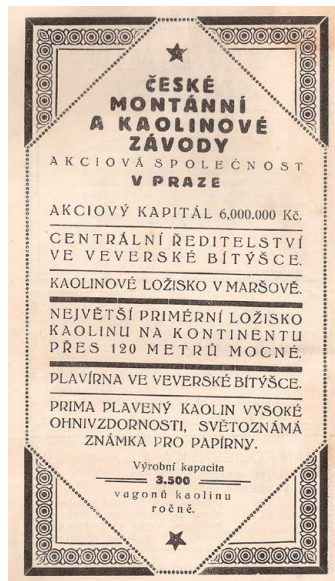 ČESKÉ
MONTÁNNÍ
A KAOLINOVÉ
ZÁVODY
AKCIOVÁ SPOLEČNOST
V PRAZE
AKCIOVÝ KAPITÁL 6,000.000 Kč.
CENTRÁLNÍ ŘEDITELSTVÍ
VE VEVERSKÉ BÍTÝŠCE.
KAOLINOVÉ LOŽISKO V MARŠOVĚ.
NEJVĚTŠÍ PRIMÉRNÍ LOŽISKO
KAOLINU NA KONTINENTU
PŘES 120 METRŮ MOCNÉ.
PLAVÍRNA VE VEVERSKÉ BÍTÝŠCE.
PRIMA PLAVENÝ KAOLIN VYSOKÉ
OHNIVZDORNOSTI, SVĚTOZNÁMÁ
ZNÁMKA PRO PAPÍRNY.
Výrobní kapacita
3.500
vagonů kaolinu
ročně.